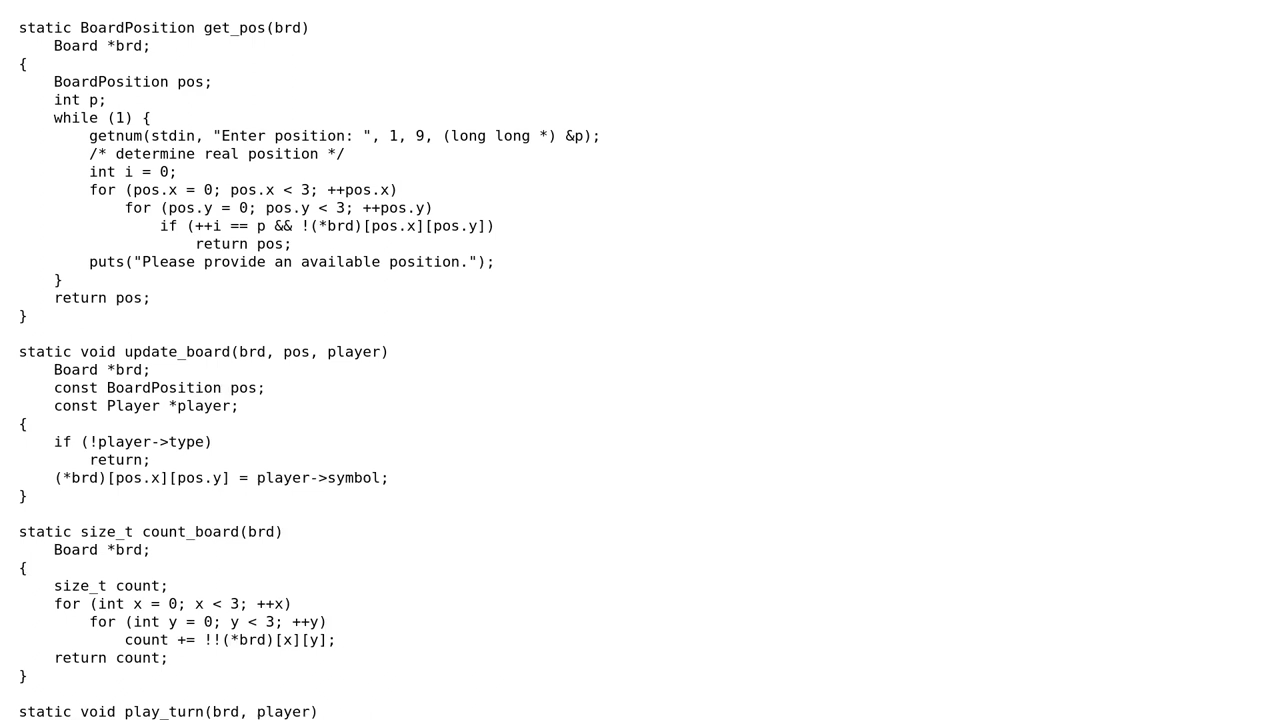 static BoardPosition get_pos(brd)
    Board *brd;
{
    BoardPosition pos;
    int p;
    while (1) {
        getnum(stdin, "Enter position: ", 1, 9, (long long *) &p);
        /* determine real position */
        int i = 0;
        for (pos.x = 0; pos.x < 3; ++pos.x)
            for (pos.y = 0; pos.y < 3; ++pos.y)
                if (++i == p && !(*brd)[pos.x][pos.y])
                    return pos;
        puts("Please provide an available position.");
    }
    return pos;
}

static void update_board(brd, pos, player)
    Board *brd;
    const BoardPosition pos;
    const Player *player;
{
    if (!player->type)
        return;
    (*brd)[pos.x][pos.y] = player->symbol;
}

static size_t count_board(brd)
    Board *brd;
{
    size_t count;
    for (int x = 0; x < 3; ++x)
        for (int y = 0; y < 3; ++y)
            count += !!(*brd)[x][y];
    return count;
}

static void play_turn(brd, player)